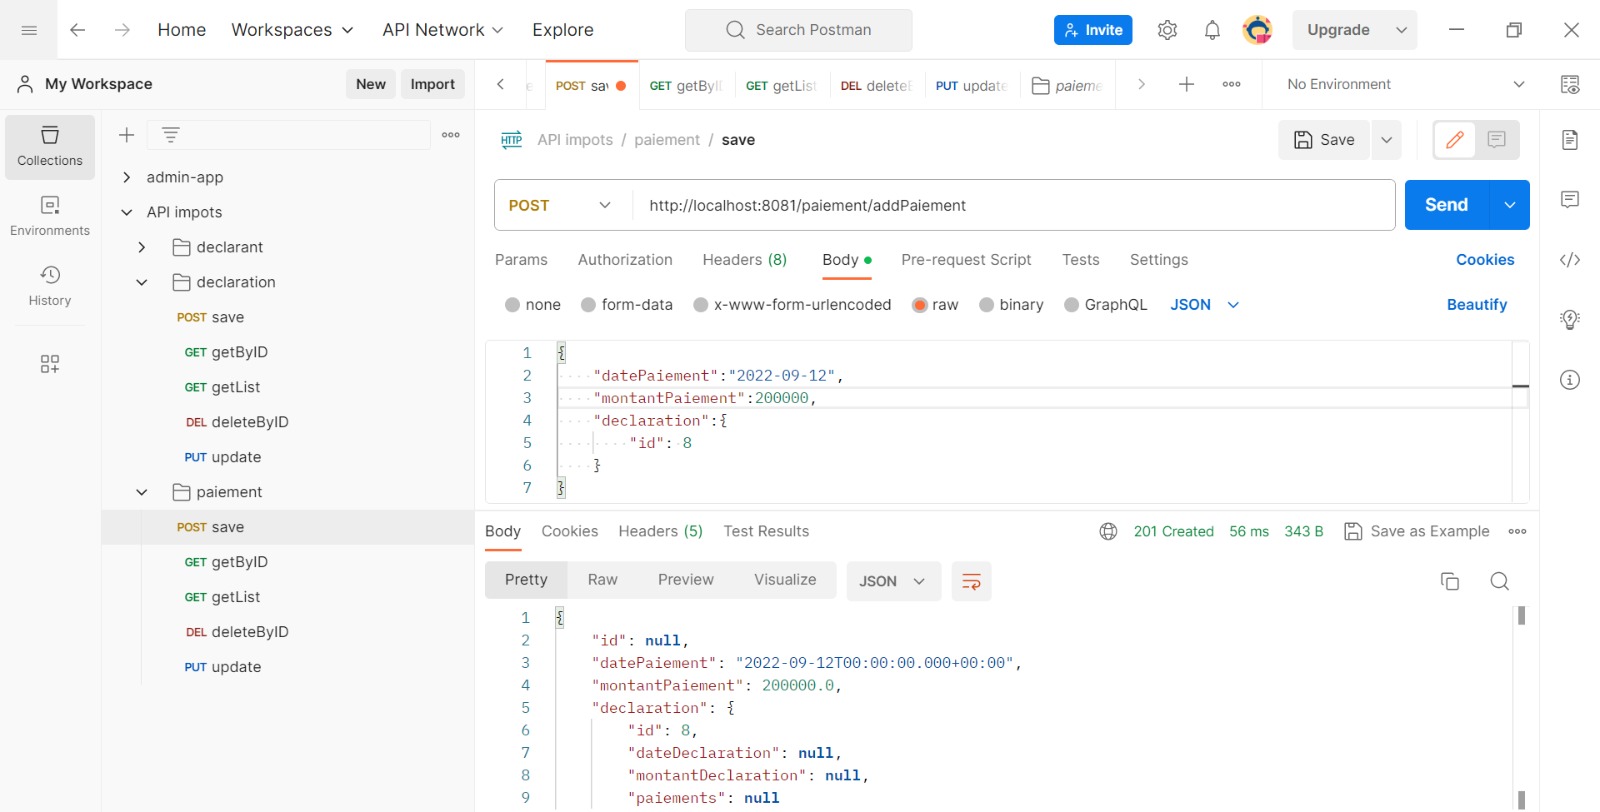 Home Workspaces API Network Explore Search Postman Invite Upgrade
My Workspace New Import
POST GET GET DEL PUT No Environment
Collections
Environments
History
admin-app
API impots
declarant
declaration
POST save
GET getByID
GET getList
DEL deleteByID
PUT update
paiement
POST save
GET getByID
GET getList
DEL deleteByID
PUT update
HTTP API impots / paiement / save Save
POST http://localhost:8081/paiement/addPaiement Send
Params Authorization Headers (8) Body Pre-request Script Tests Settings Cookies
none form-data x-www-form-urlencoded raw binary GraphQL JSON Beautify
1 {
2 "datePaiement":"2022-09-12",
3 "montantPaiement":200000,
4 "declaration":{
5 "id": 8
6 }
7 }
Body Cookies Headers (5) Test Results 201 Created 56 ms 343 B Save as Example
Pretty Raw Preview Visualize JSON
1 {
2 "id": null,
3 "datePaiement": "2022-09-12T00:00:00.000+00:00",
4 "montantPaiement": 200000.0,
5 "declaration": {
6 "id": 8,
7 "dateDeclaration": null,
8 "montantDeclaration": null,
9 "paiements": null